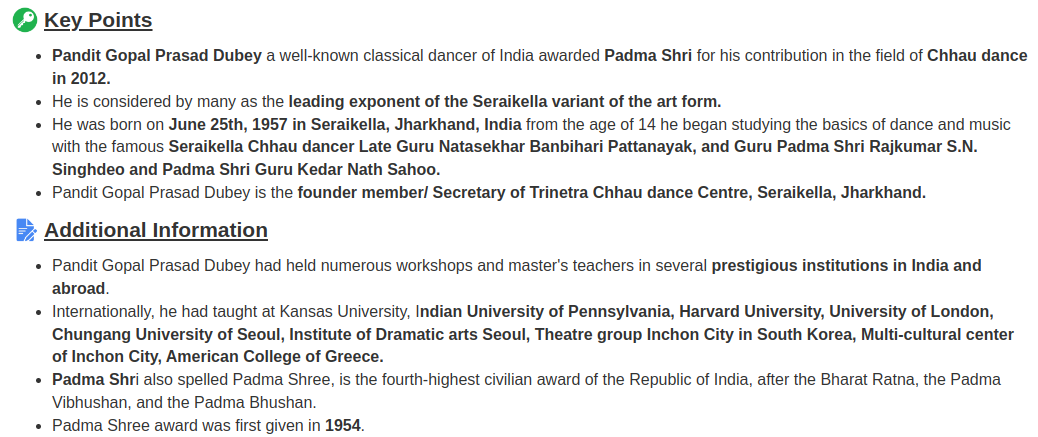 Key Points
• Pandit Gopal Prasad Dubey a well-known classical dancer of India awarded Padma Shri for his contribution in the field of Chhau dance
in 2012.
• He is considered by many as the leading exponent of the Seraikella variant of the art form.
• He was born on June 25th, 1957 in Seraikella, Jharkhand, India from the age of 14 he began studying the basics of dance and music
with the famous Seraikella Chhau dancer Late Guru Natasekhar Banbihari Pattanayak, and Guru Padma Shri Rajkumar S.N.
Singhdeo and Padma Shri Guru Kedar Nath Sahoo.
• Pandit Gopal Prasad Dubey is the founder member/ Secretary of Trinetra Chhau dance Centre, Seraikella, Jharkhand.
Additional Information
• Pandit Gopal Prasad Dubey had held numerous workshops and master's teachers in several prestigious institutions in India and
abroad.
• Internationally, he had taught at Kansas University, Indian University of Pennsylvania, Harvard University, University of London,
Chungang University of Seoul, Institute of Dramatic arts Seoul, Theatre group Inchon City in South Korea, Multi-cultural center
of Inchon City, American College of Greece.
• Padma Shri also spelled Padma Shree, is the fourth-highest civilian award of the Republic of India, after the Bharat Ratna, the Padma
Vibhushan, and the Padma Bhushan.
• Padma Shree award was first given in 1954.